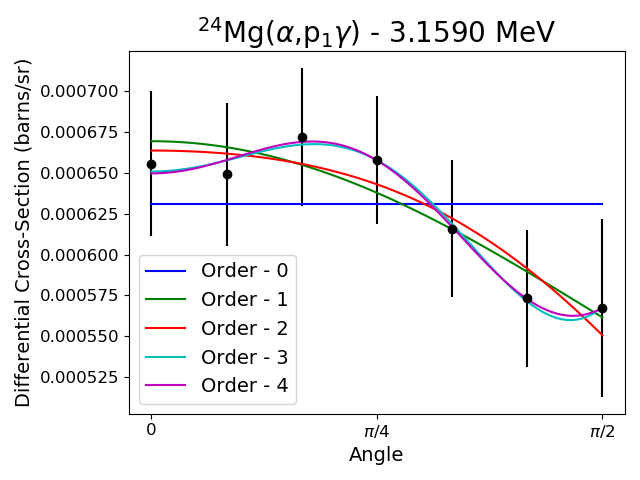 ²⁴Mg(α,p₁γ) - 3.1590 MeV
Differential Cross-Section (barns/sr)
0.000700
0.000675
0.000650
0.000625
0.000600
0.000575
0.000550
0.000525
Order - 0
Order - 1
Order - 2
Order - 3
Order - 4
0
π/4
π/2
Angle